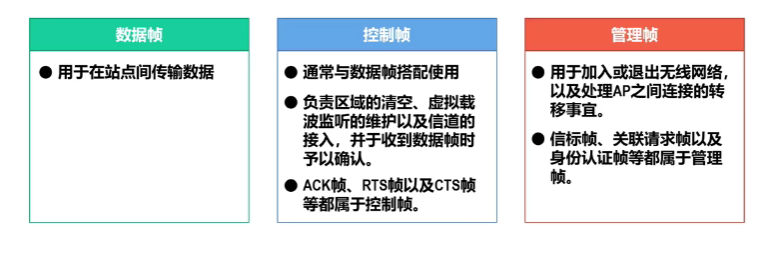 数据帧
● 用于在站点间传输数据
控制帧
● 通常与数据帧搭配使用
● 负责区域的清空、虚拟载
波监听的维护以及信道的
接入，并于收到数据帧时
予以确认。
● ACK帧、RTS帧以及CTS帧
等都属于控制帧。
管理帧
● 用于加入或退出无线网络，
以及处理AP之间连接的转
移事宜。
● 信标帧、关联请求帧以及
身份认证帧等都属于管理
帧。